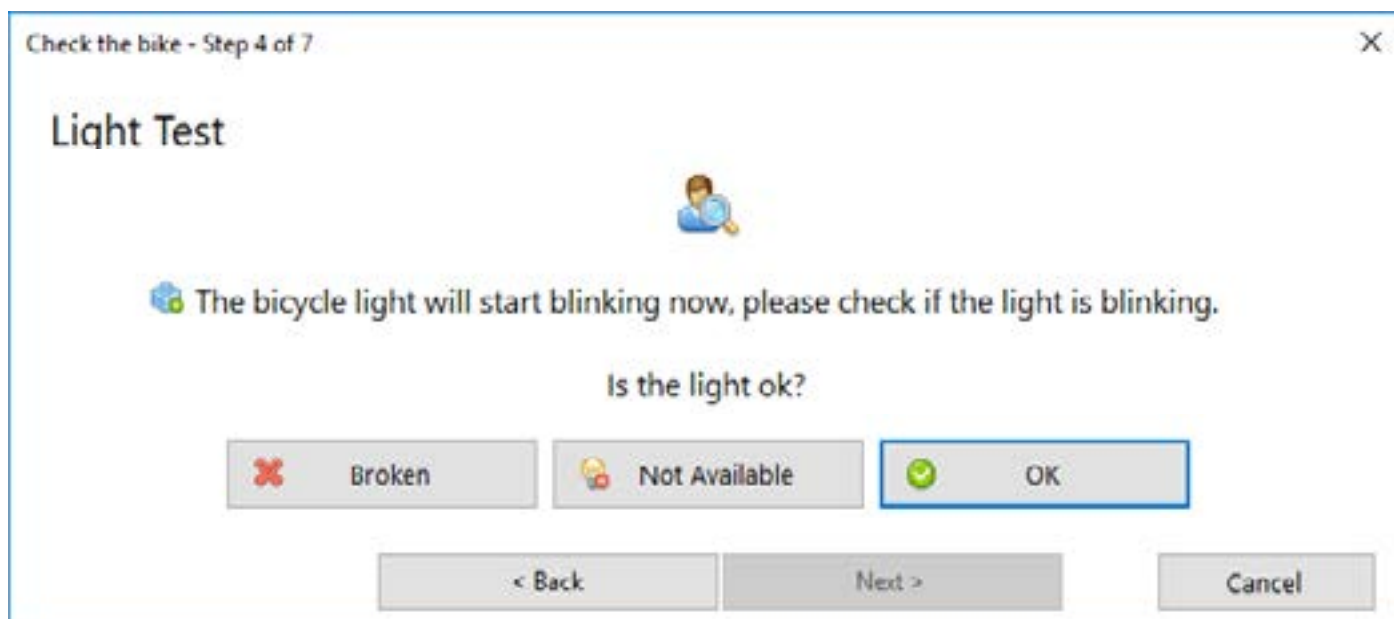 Check the bike - Step 4 of 7
Light Test
The bicycle light will start blinking now, please check if the light is blinking.
Is the light ok?
Broken
Not Available
OK
< Back
Next >
Cancel